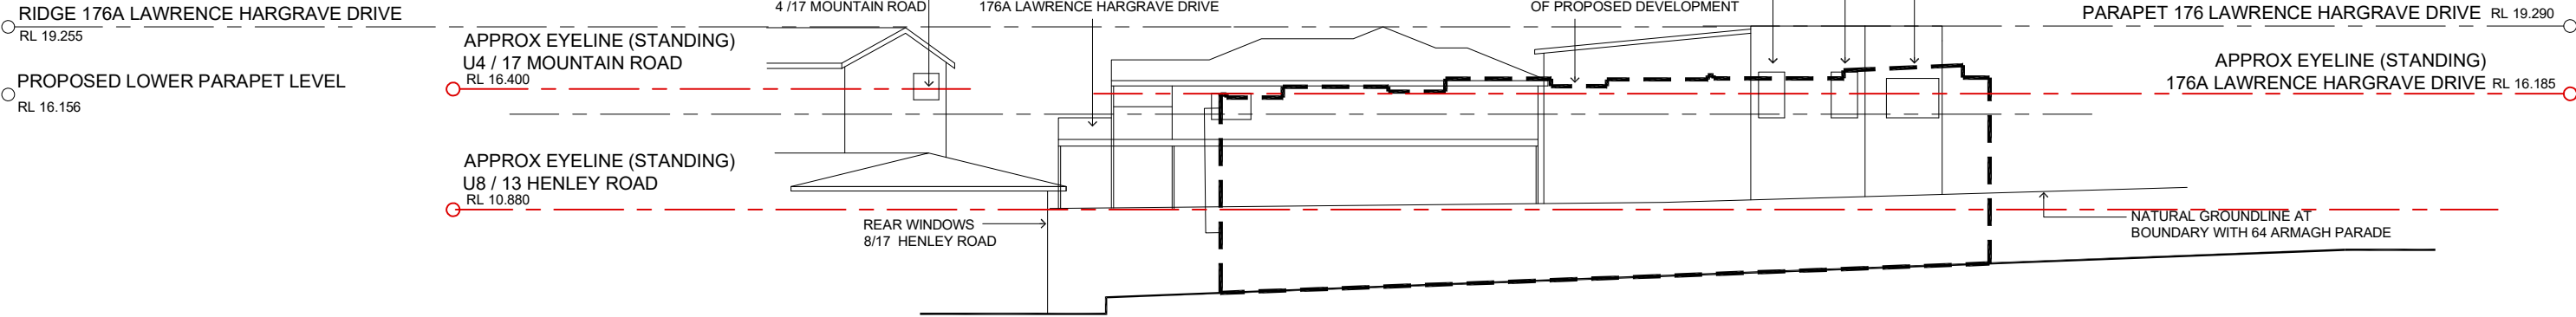 RIDGE 176A LAWRENCE HARGRAVE DRIVE
RL 19.255
PROPOSED LOWER PARAPET LEVEL
RL 16.156
APPROX EYELINE (STANDING)
U4 / 17 MOUNTAIN ROAD
RL 16.400
APPROX EYELINE (STANDING)
U8 / 13 HENLEY ROAD
RL 10.880
4 /17 MOUNTAIN ROAD
176A LAWRENCE HARGRAVE DRIVE
OF PROPOSED DEVELOPMENT
REAR WINDOWS
8/17 HENLEY ROAD
PARAPET 176 LAWRENCE HARGRAVE DRIVE RL 19.290
APPROX EYELINE (STANDING)
176A LAWRENCE HARGRAVE DRIVE RL 16.185
NATURAL GROUNDLINE AT
BOUNDARY WITH 64 ARMAGH PARADE